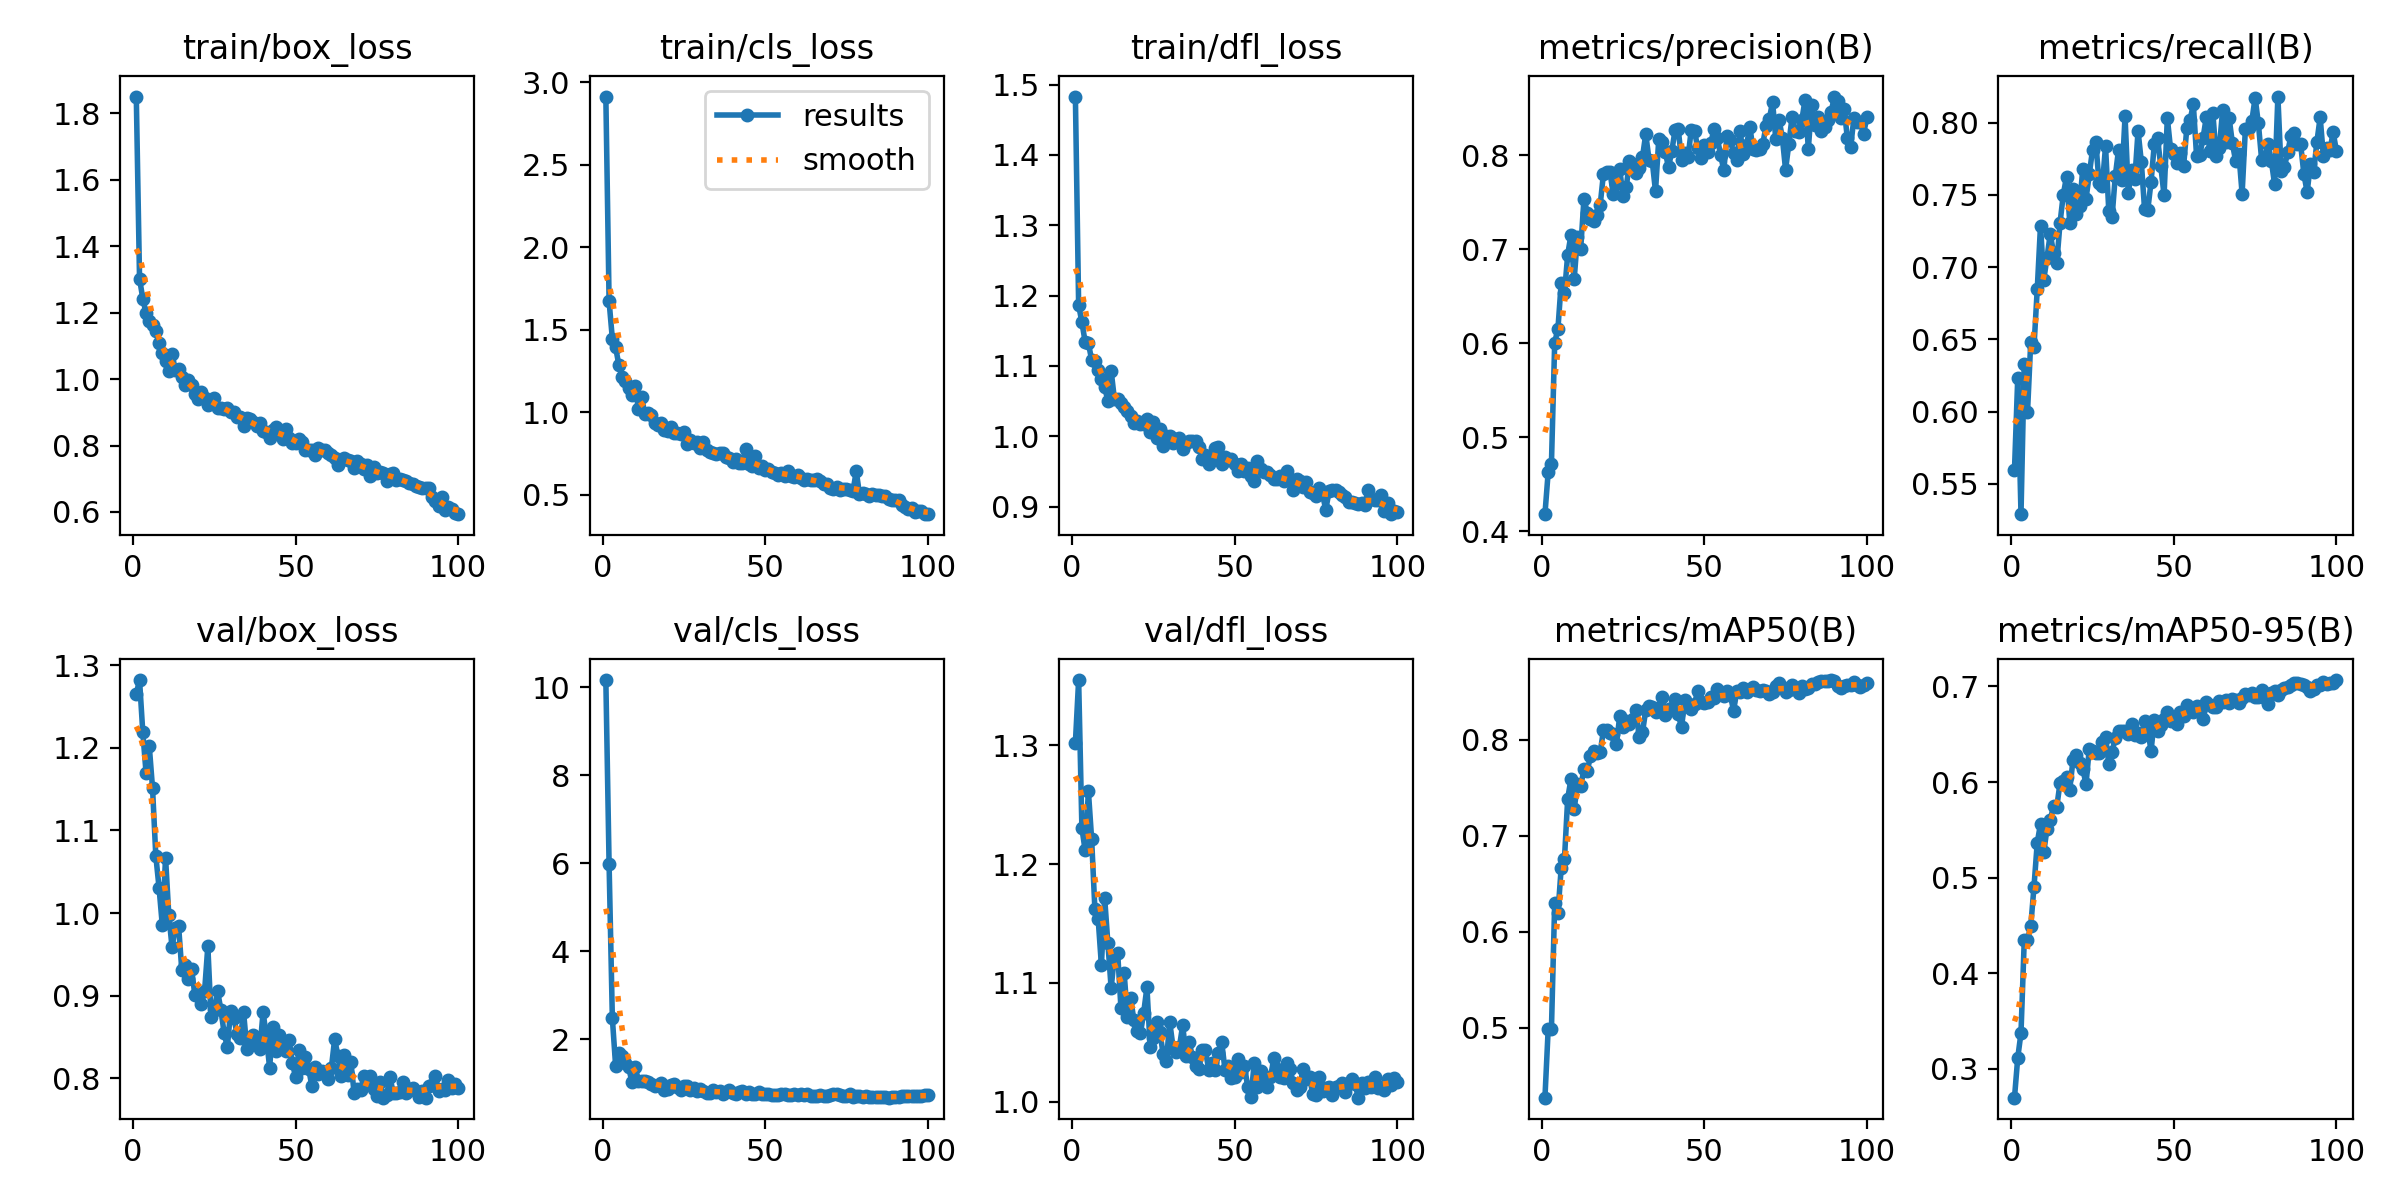 train/box_loss
1.8
1.6
1.4
1.2
1.0
0.8
0.6
0 50 100
train/cls_loss
3.0
2.5
2.0
1.5
1.0
0.5
results
smooth
0 50 100
train/dfl_loss
1.5
1.4
1.3
1.2
1.1
1.0
0.9
0 50 100
metrics/precision(B)
0.8
0.7
0.6
0.5
0.4
0 50 100
metrics/recall(B)
0.80
0.75
0.70
0.65
0.60
0.55
0 50 100
val/box_loss
1.3
1.2
1.1
1.0
0.9
0.8
0 50 100
val/cls_loss
10
8
6
4
2
0 50 100
val/dfl_loss
1.3
1.2
1.1
1.0
0 50 100
metrics/mAP50(B)
0.8
0.7
0.6
0.5
0 50 100
metrics/mAP50-95(B)
0.7
0.6
0.5
0.4
0.3
0 50 100